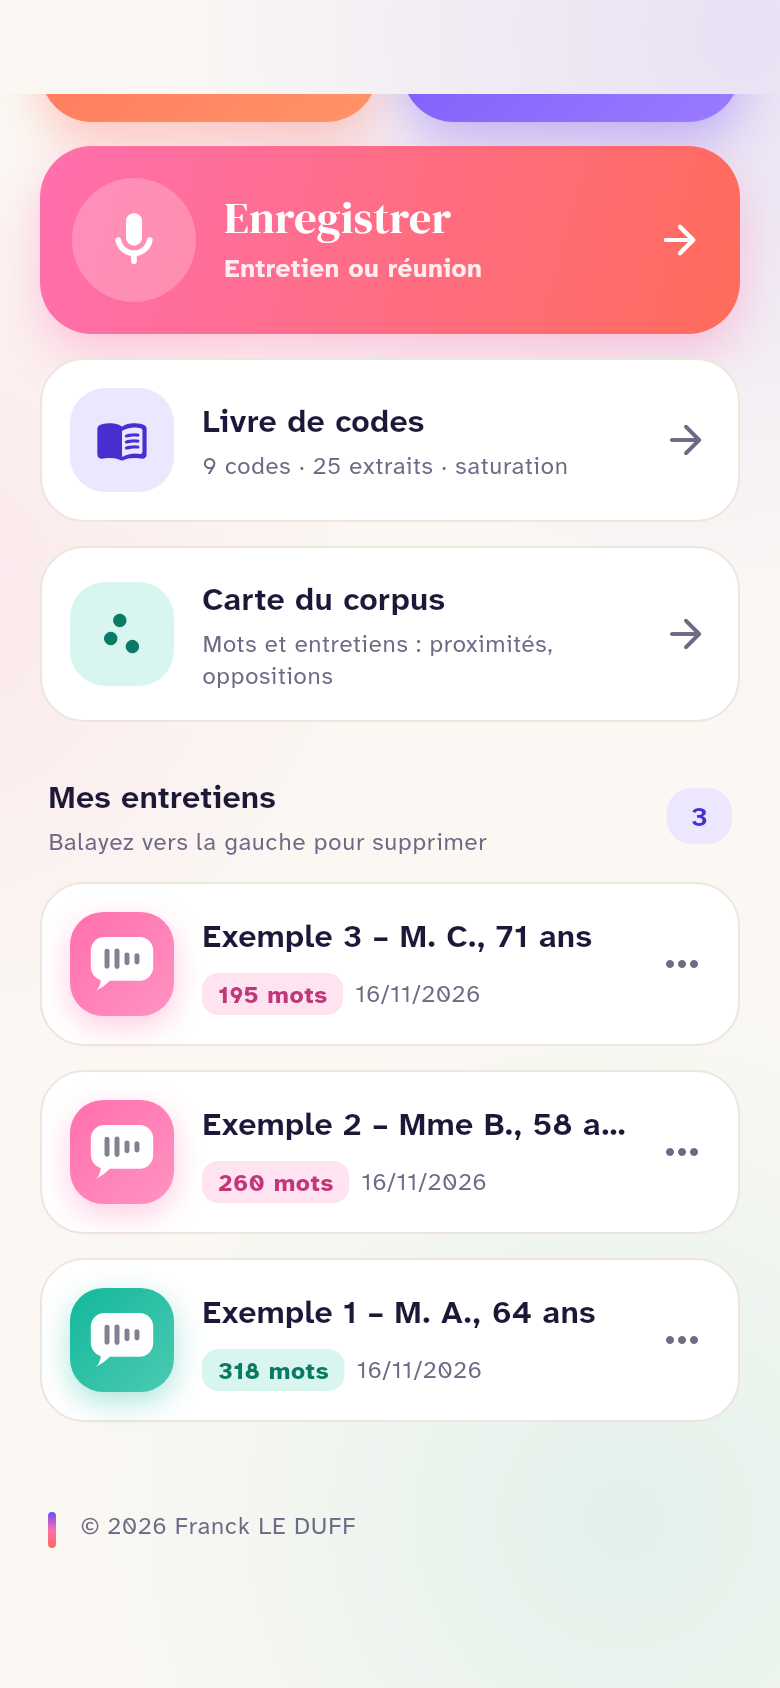 Enregistrer
Entretien ou réunion
Livre de codes
9 codes · 25 extraits · saturation
Carte du corpus
Mots et entretiens : proximités,
oppositions
Mes entretiens
3
Balayez vers la gauche pour supprimer
Exemple 3 – M. C., 71 ans
195 mots 16/11/2026
Exemple 2 – Mme B., 58 a...
260 mots 16/11/2026
Exemple 1 – M. A., 64 ans
318 mots 16/11/2026
© 2026 Franck LE DUFF